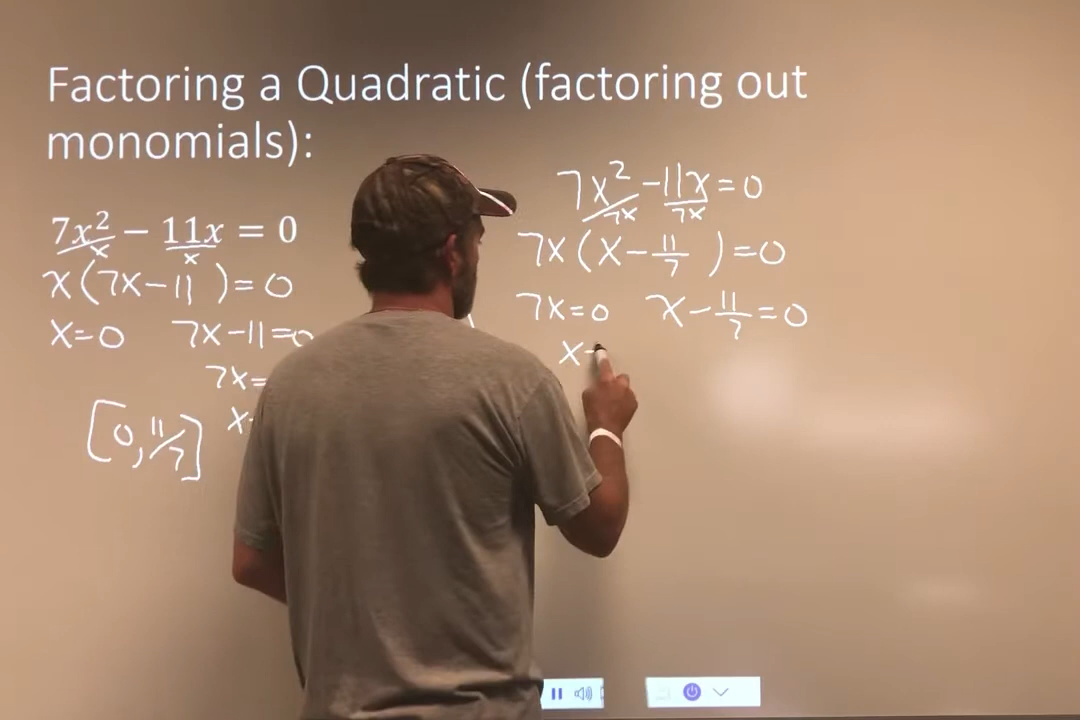 Factoring a Quadratic (factoring out
monomials):
7x² − 11x = 0
x x
x(7x−11)=0
x=0 7x−11=0
7x=
x
[0, 11/7]
7x²−11x=0
7x 7x
7x(x−11/7)=0
7x=0 x−11/7=0
x=